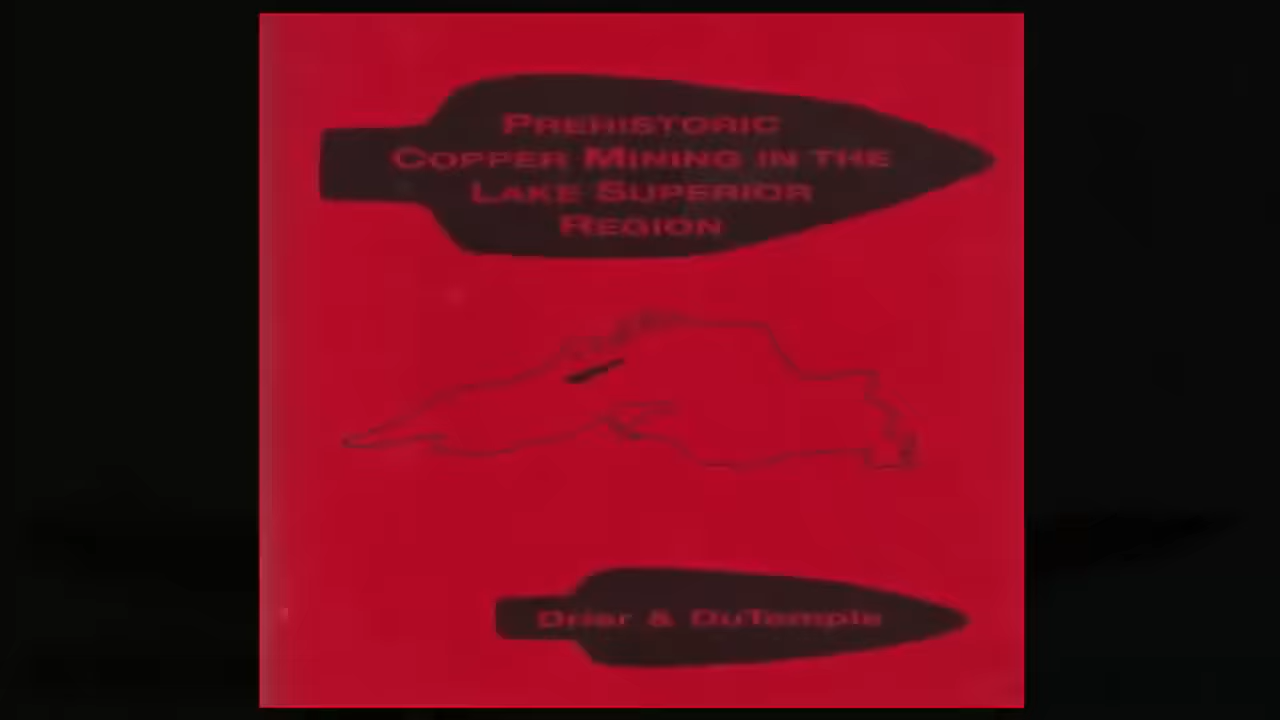 PREHISTORIC
COPPER MINING IN THE
LAKE SUPERIOR
REGION
Drier & DuTemple